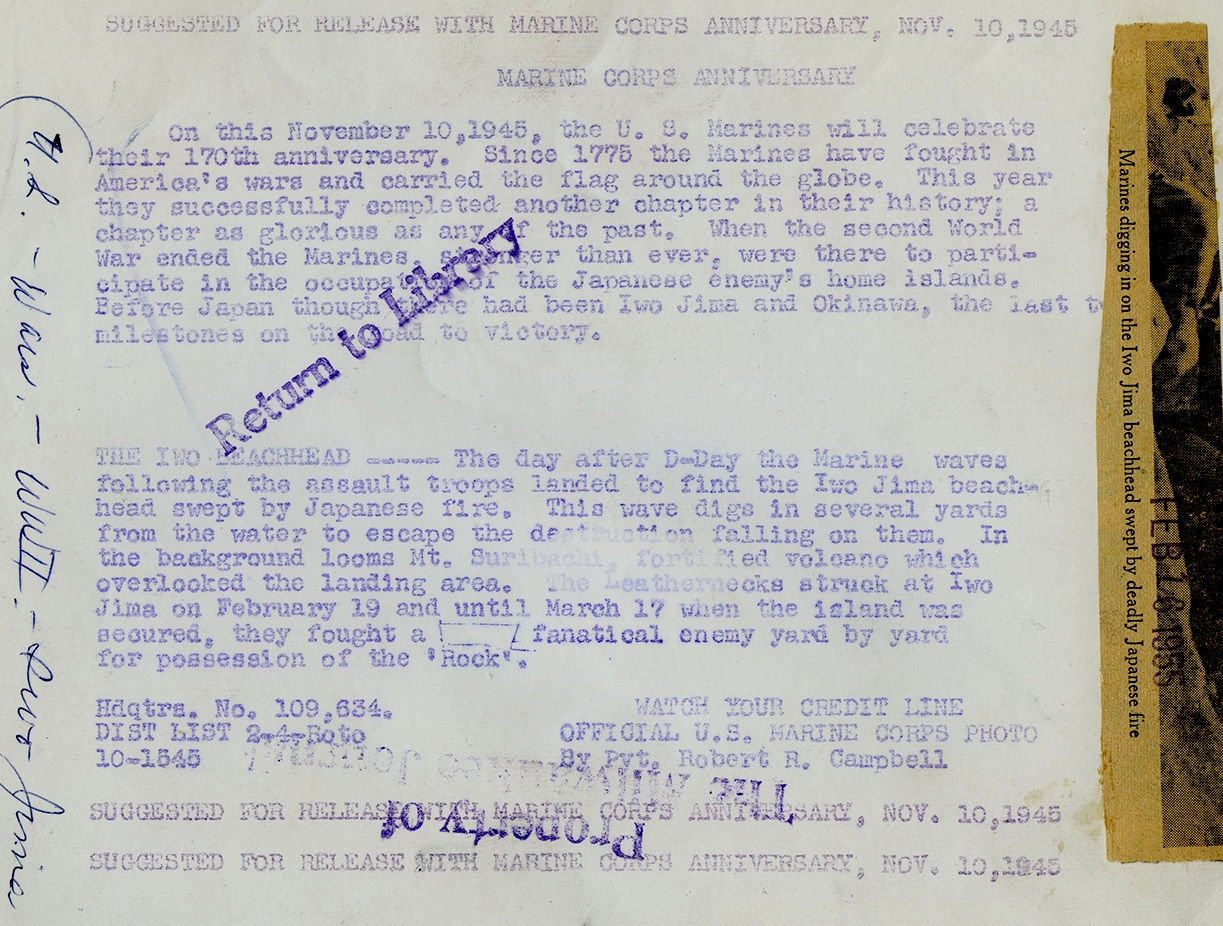 SUGGESTED FOR RELEASE WITH MARINE CORPS ANNIVERSARY, NOV. 10,1945
MARINE CORPS ANNIVERSARY
On this November 10,1945, the U. S. Marines will celebrate
their 170th anniversary. Since 1775 the Marines have fought in
America's wars and carried the flag around the globe. This year
they successfully completed another chapter in their history; a
chapter as glorious as any of the past. When the second World
War ended the Marines, stronger than ever, were there to parti-
cipate in the occupation of the Japanese enemy's home islands.
Before Japan though there had been Iwo Jima and Okinawa, the last
milestones on the road to victory.
Return to Library
THE IWO BEACHHEAD ----- The day after D-Day the Marine waves
following the assault troops landed to find the Iwo Jima beach-
head swept by Japanese fire. This wave digs in several yards
from the water to escape the destruction falling on them. In
the background looms Mt. Suribachi, fortified volcano which
overlooked the landing area. The Leathernecks struck at Iwo
Jima on February 19 and until March 17 when the island was
secured, they fought a fanatical enemy yard by yard
for possession of the 'Rock'.
Hdqtrs. No. 109,634. WATCH YOUR CREDIT LINE
DIST LIST 2-4-Roto OFFICIAL U.S. MARINE CORPS PHOTO
10-1545 By Pvt. Robert R. Campbell
Property of
The Milwaukee Journal
SUGGESTED FOR RELEASE WITH MARINE CORPS ANNIVERSARY, NOV. 10,1945
SUGGESTED FOR RELEASE WITH MARINE CORPS ANNIVERSARY, NOV. 10,1945
U.S. - Wars. - WWII. - Iwo Jima
Marines digging in on the Iwo Jima beachhead swept by deadly Japanese fire
FEB 1 1955